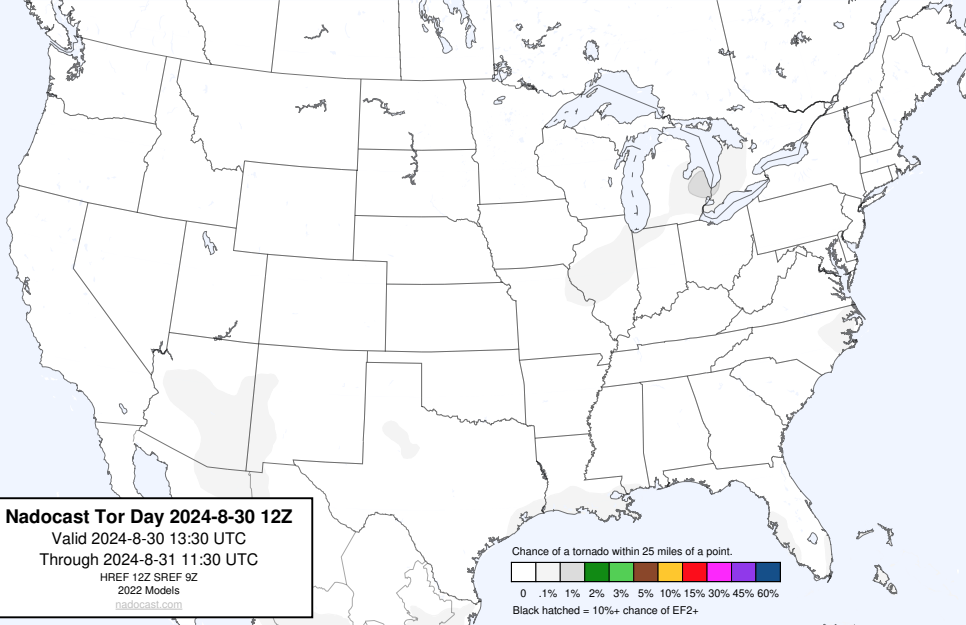 Nadocast Tor Day 2024-8-30 12Z
Valid 2024-8-30 13:30 UTC
Through 2024-8-31 11:30 UTC
HREF 12Z SREF 9Z
2022 Models
nadocast.com
Chance of a tornado within 25 miles of a point.
0 .1% 1% 2% 3% 5% 10% 15% 30% 45% 60%
Black hatched = 10%+ chance of EF2+